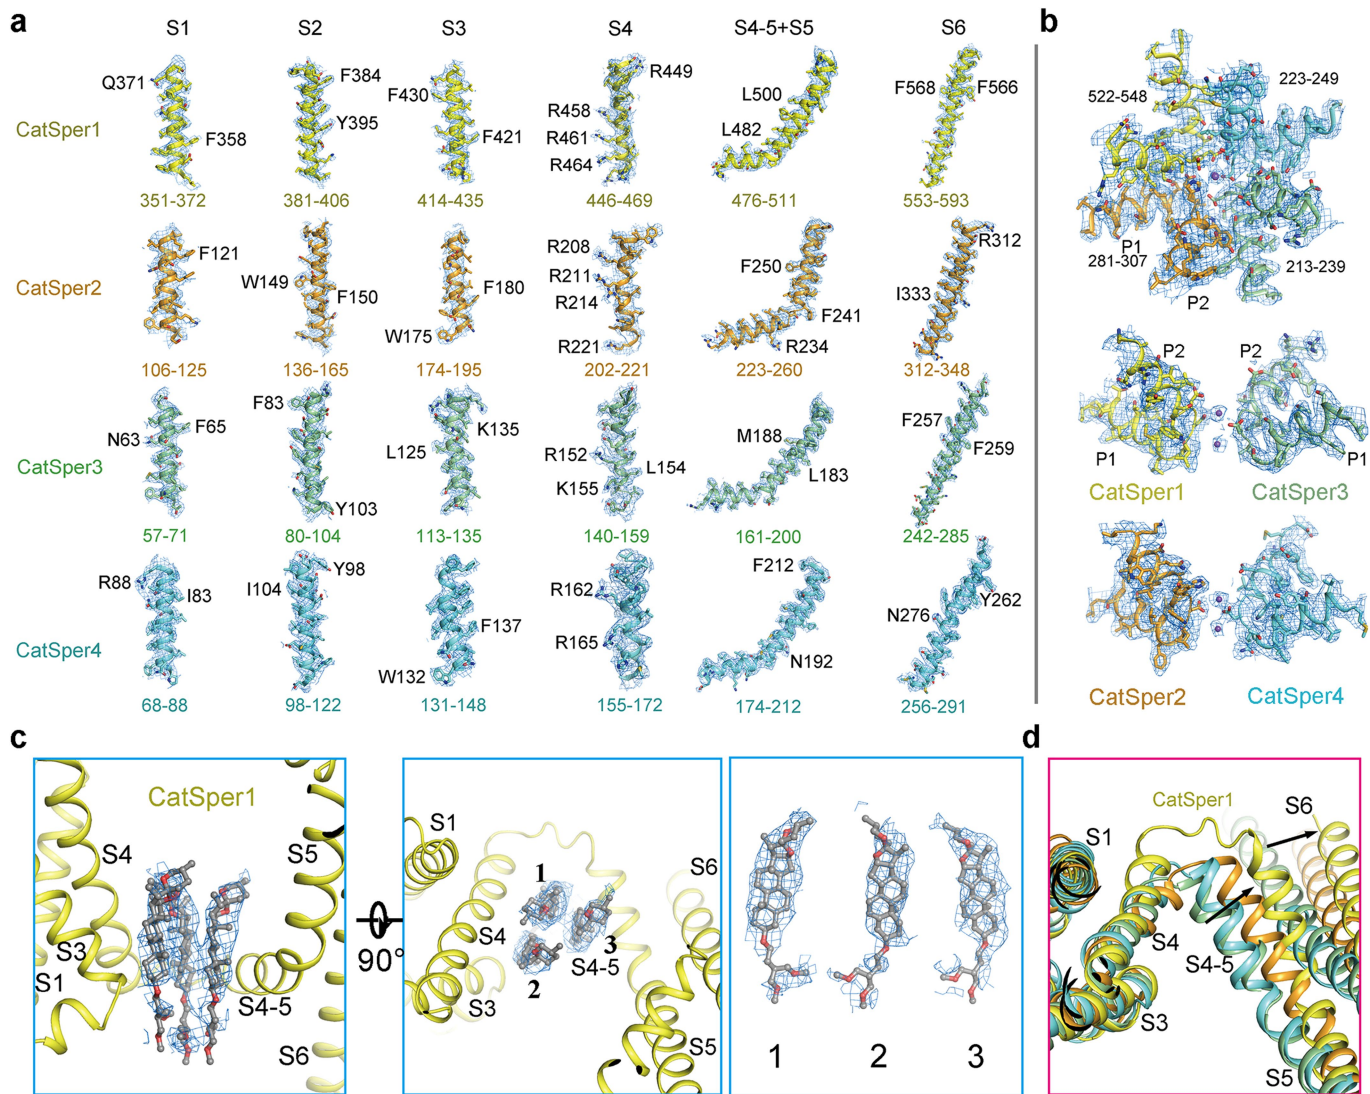 a
S1 S2 S3 S4 S4-5+S5 S6
CatSper1
Q371
F358
351-372
F384
Y395
381-406
F430
F421
414-435
R449
R458
R461
R464
446-469
L500
L482
476-511
F568
F566
553-593
CatSper2
F121
106-125
W149
F150
136-165
F180
W175
174-195
R208
R211
R214
R221
202-221
F250
F241
R234
223-260
R312
I333
312-348
CatSper3
N63
F65
57-71
F83
Y103
80-104
K135
L125
113-135
R152
L154
K155
140-159
M188
L183
161-200
F257
F259
242-285
CatSper4
R88
I83
68-88
Y98
I104
98-122
F137
W132
131-148
R162
R165
155-172
F212
N192
174-212
Y262
N276
256-291
b
223-249
522-548
P1
281-307
213-239
P2
P2
P2
P1
P1
CatSper1
CatSper3
CatSper2
CatSper4
c
CatSper1
S4
S5
S3
S1
S4-5
S6
90°
S1
S6
1
S4
3
S4-5
2
S3
S5
1 2 3
d
CatSper1
S6
S1
S4
S4-5
S3
S5